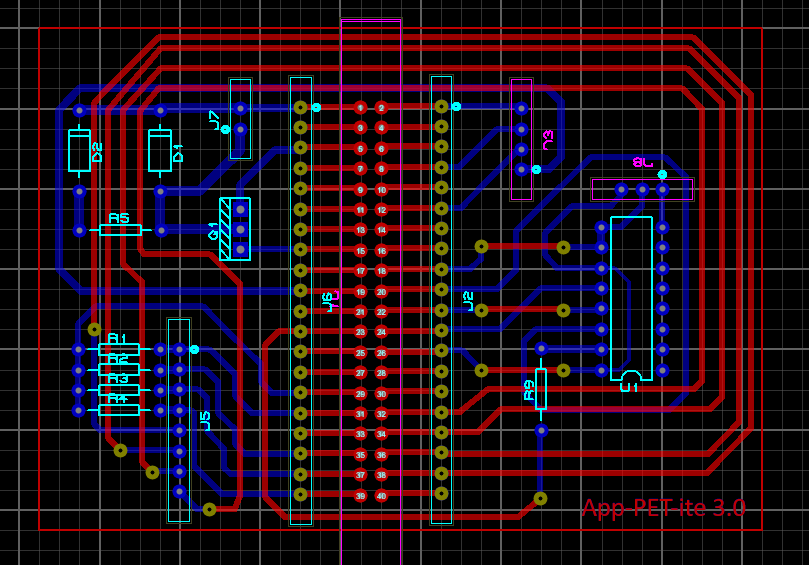 J7
D2
D1
R5
Q1
R1
R2
R3
R4
J5
J6
J2
J3
J8
R9
U1
1 2
3 4
5 6
7 8
9 10
11 12
13 14
15 16
17 18
19 20
21 22
23 24
25 26
27 28
29 30
31 32
33 34
35 36
37 38
39 40
App-PET-ite 3.0